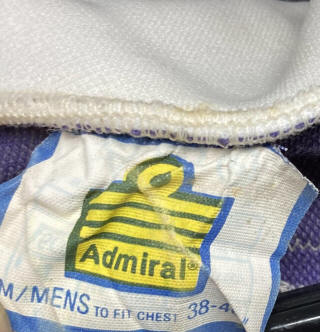 Admiral®
M/MENS TO FIT CHEST 38-4